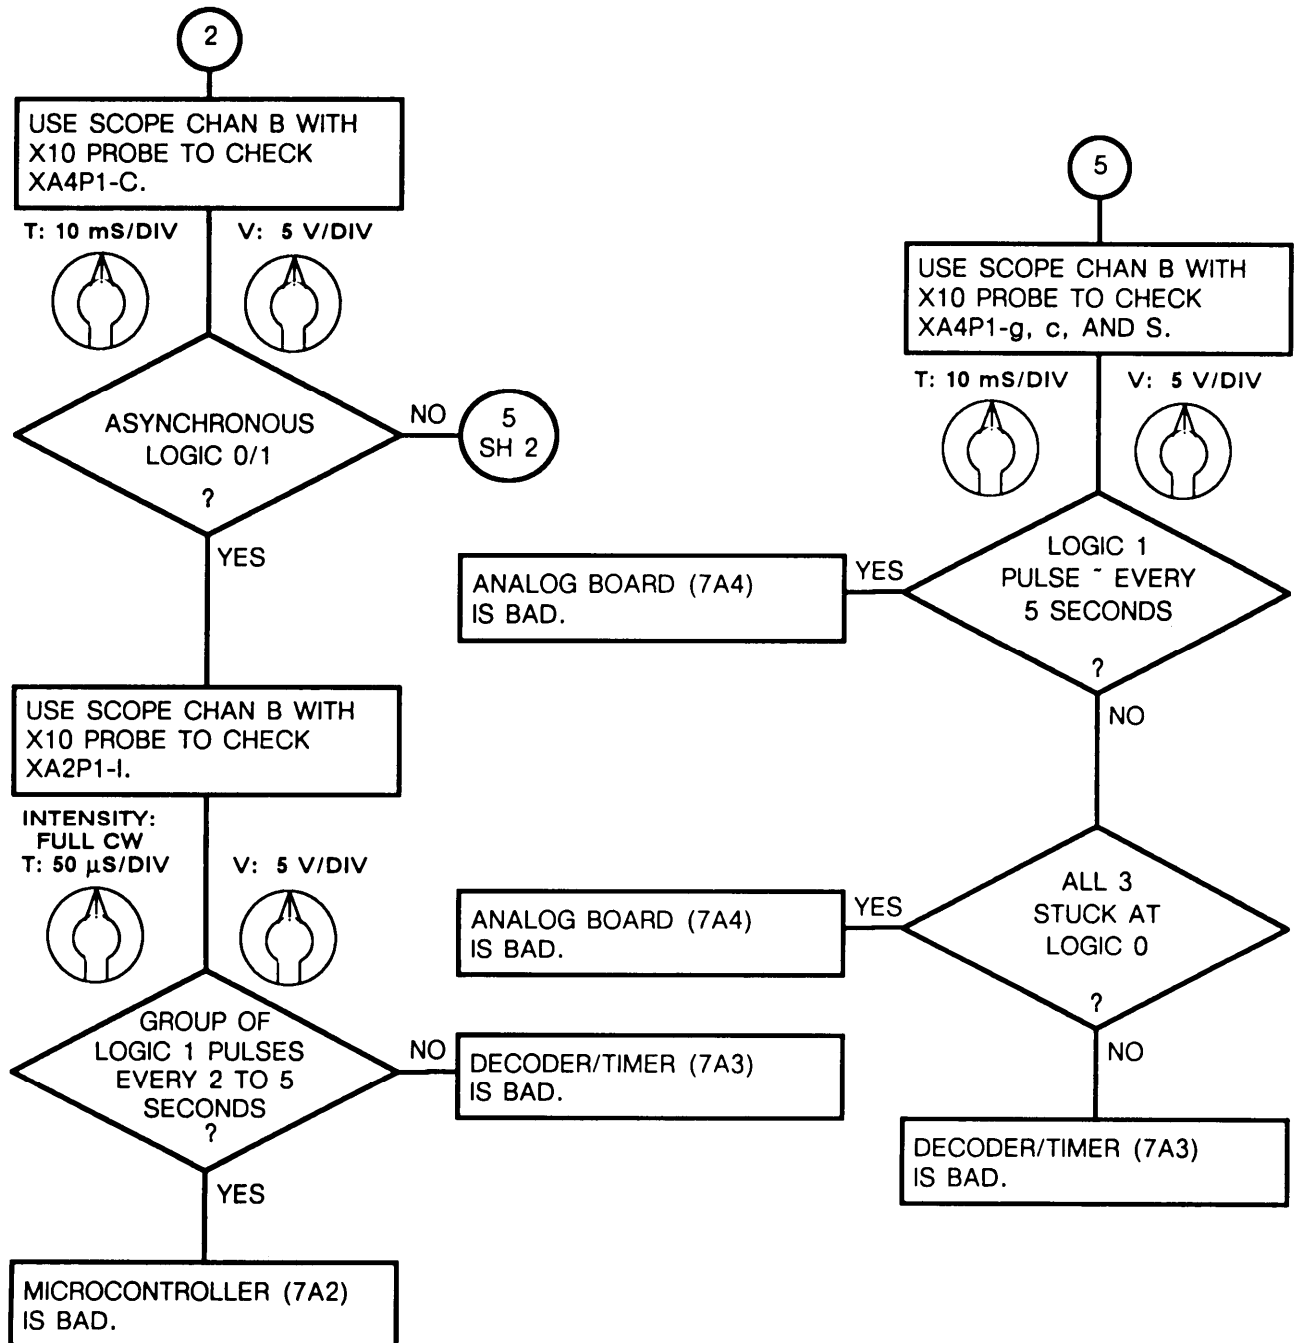 2
USE SCOPE CHAN B WITH
X10 PROBE TO CHECK
XA4P1-C.
T: 10 mS/DIV
V: 5 V/DIV
ASYNCHRONOUS
LOGIC 0/1
?
NO
5
SH 2
YES
USE SCOPE CHAN B WITH
X10 PROBE TO CHECK
XA2P1-I.
INTENSITY:
FULL CW
T: 50 µS/DIV
V: 5 V/DIV
GROUP OF
LOGIC 1 PULSES
EVERY 2 TO 5
SECONDS
?
NO
DECODER/TIMER (7A3)
IS BAD.
YES
MICROCONTROLLER (7A2)
IS BAD.
5
USE SCOPE CHAN B WITH
X10 PROBE TO CHECK
XA4P1-g, c, AND S.
T: 10 mS/DIV
V: 5 V/DIV
LOGIC 1
PULSE ~ EVERY
5 SECONDS
?
YES
ANALOG BOARD (7A4)
IS BAD.
NO
ALL 3
STUCK AT
LOGIC 0
?
YES
ANALOG BOARD (7A4)
IS BAD.
NO
DECODER/TIMER (7A3)
IS BAD.